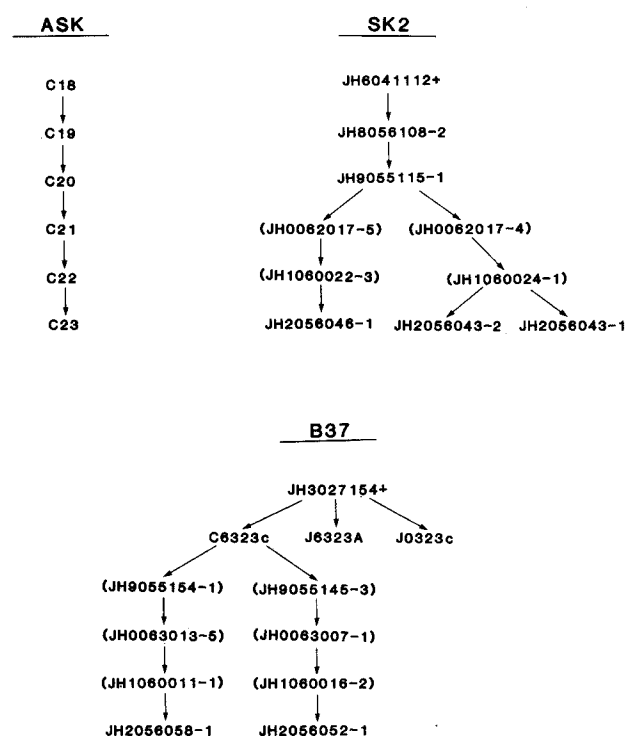 ASK SK2
C18 JH6041112+
C19 JH8056108-2
C20 JH9055115-1
C21 (JH0062017-5) (JH0062017-4)
C22 (JH1060022-3) (JH1060024-1)
C23 JH2056046-1 JH2056043-2 JH2056043-1
B37
JH3027154+
C6323c J6323A J0323c
(JH9055154-1) (JH9055145-3)
(JH0063013-5) (JH0063007-1)
(JH1060011-1) (JH1060016-2)
JH2056058-1 JH2056052-1